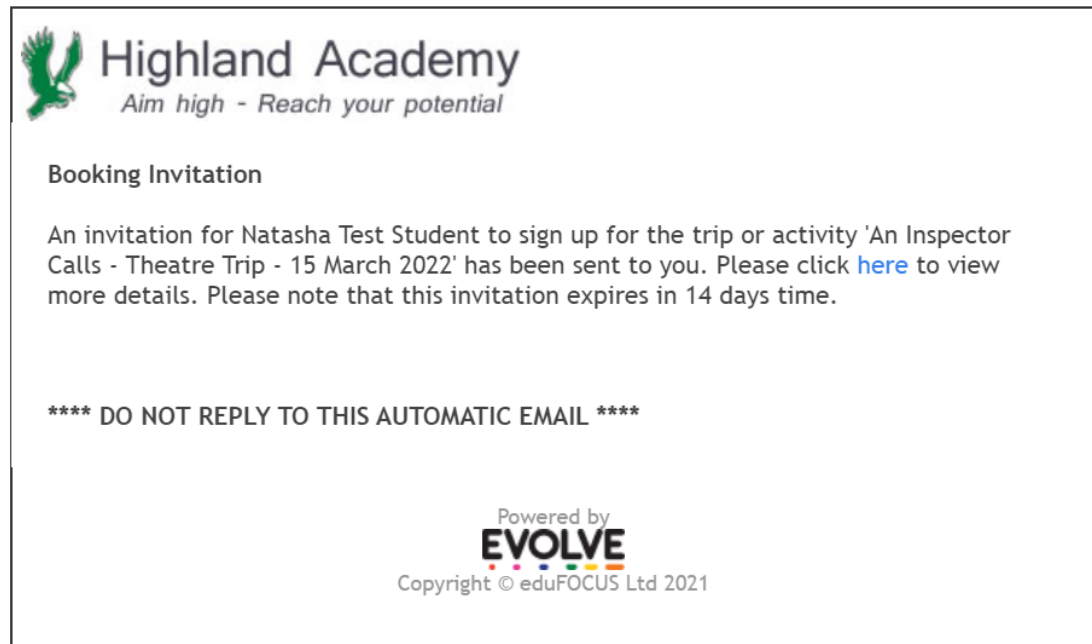 Highland Academy
Aim high - Reach your potential
Booking Invitation
An invitation for Natasha Test Student to sign up for the trip or activity 'An Inspector
Calls - Theatre Trip - 15 March 2022' has been sent to you. Please click here to view
more details. Please note that this invitation expires in 14 days time.
**** DO NOT REPLY TO THIS AUTOMATIC EMAIL ****
Powered by
EVOLVE
Copyright © eduFOCUS Ltd 2021